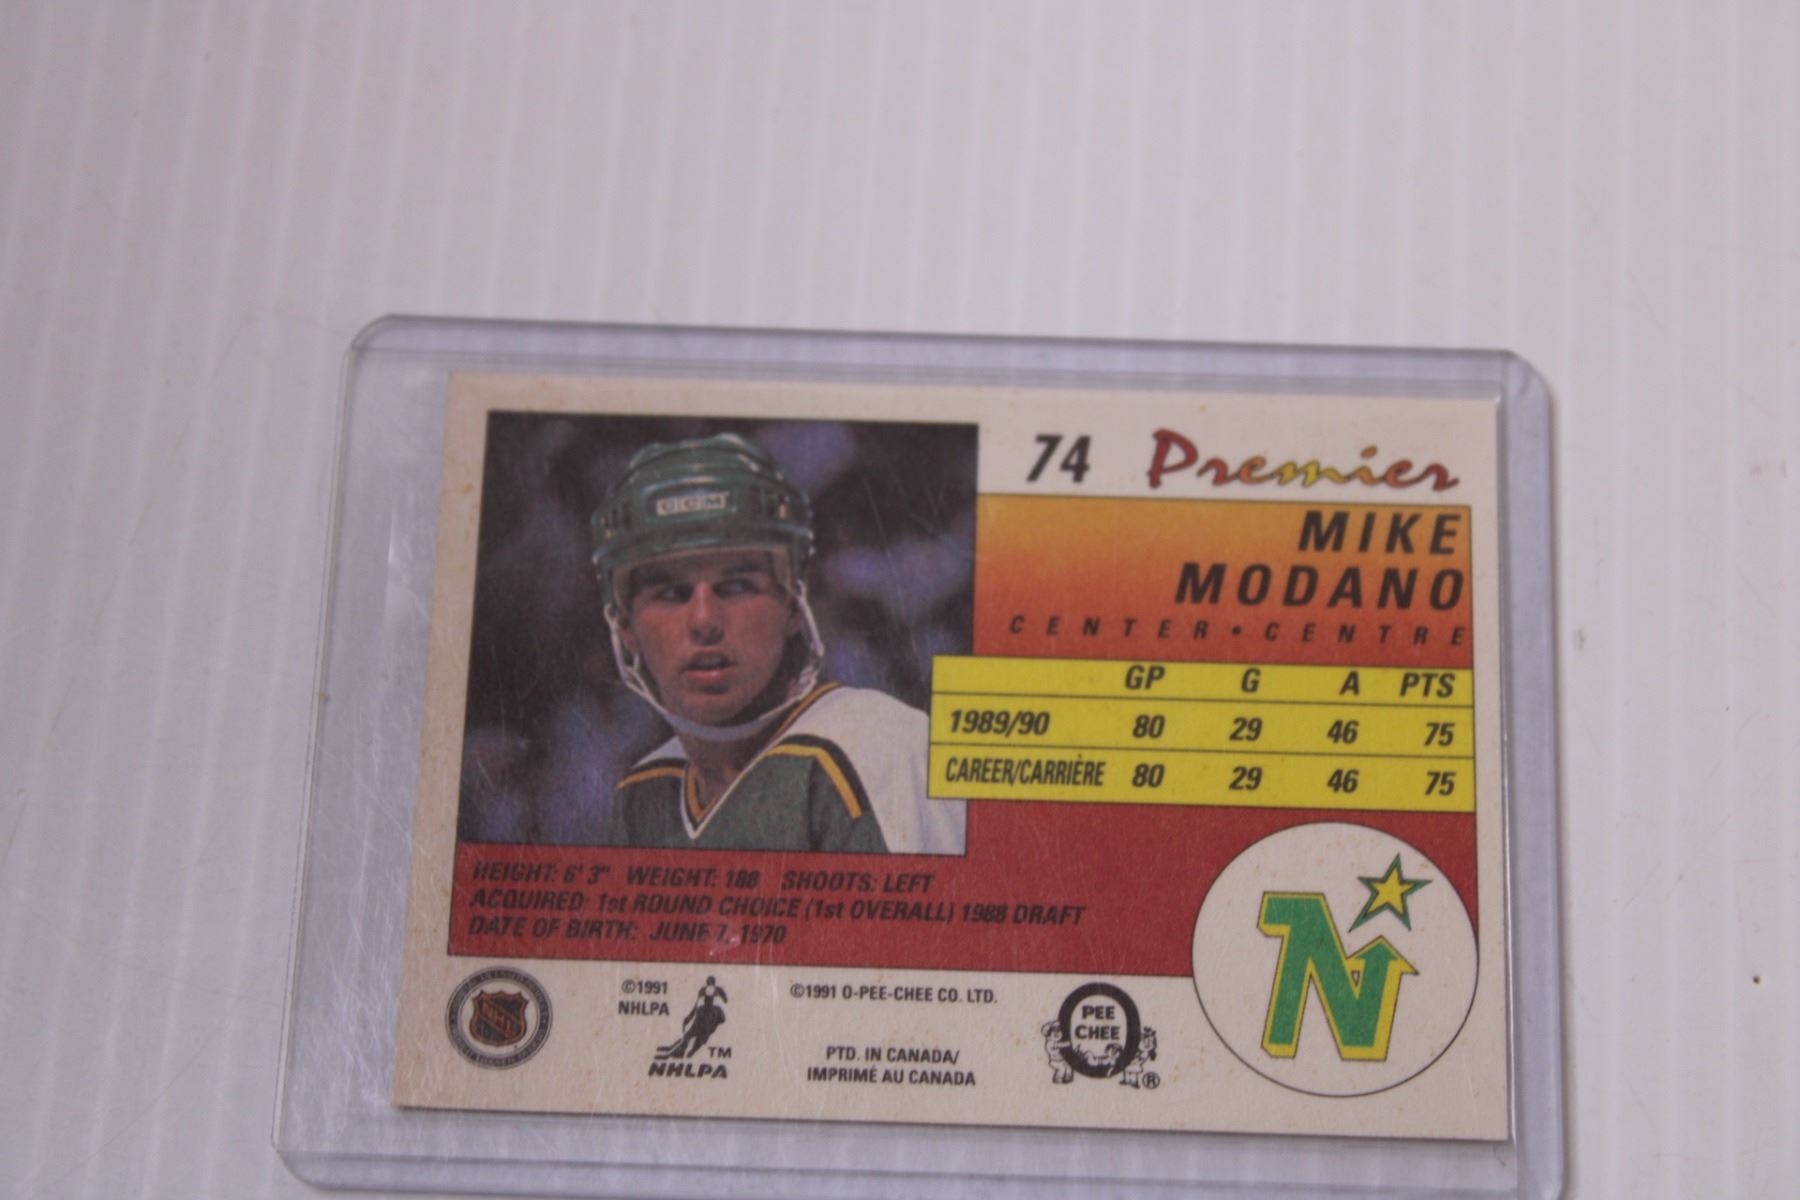 74 Premier
MIKE
MODANO
CENTER • CENTRE
GP G A PTS
1989/90 80 29 46 75
CAREER/CARRIÈRE 80 29 46 75
CCM
HEIGHT: 6' 3" WEIGHT: 188 SHOOTS: LEFT
ACQUIRED: 1st ROUND CHOICE (1st OVERALL) 1988 DRAFT
DATE OF BIRTH: JUNE 7, 1970
N
NHL
©1991
NHLPA
TM
NHLPA
©1991 O-PEE-CHEE CO. LTD.
PTD. IN CANADA/
IMPRIMÉ AU CANADA
O
PEE
CHEE
®